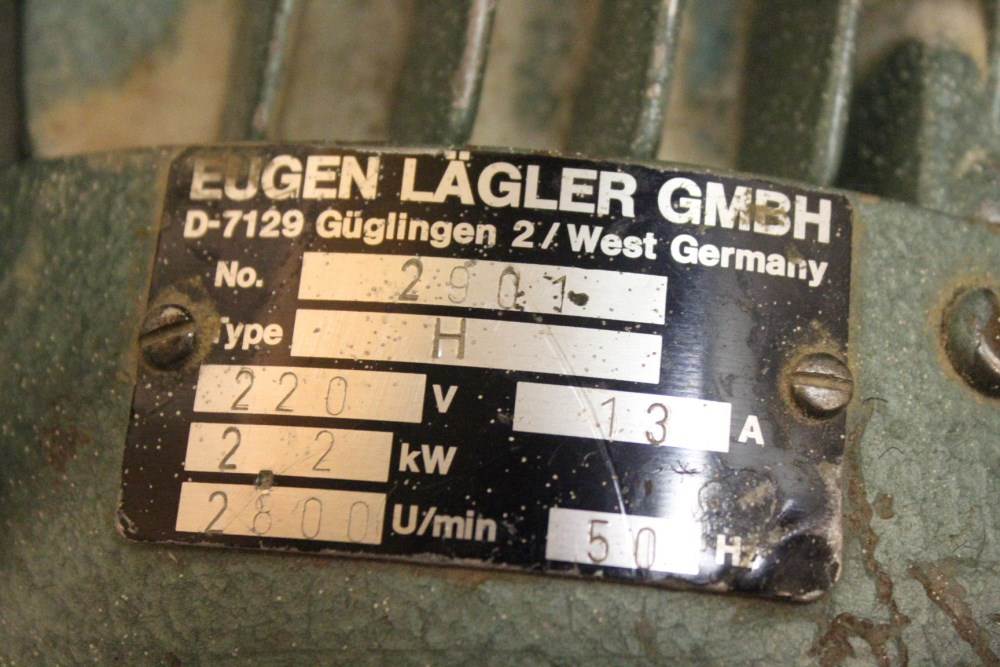 EUGEN LÄGLER GMBH
D-7129 Güglingen 2/West Germany
No. 2901
Type H
220 V 13 A
2,2 kW
2800 U/min 50 Hz